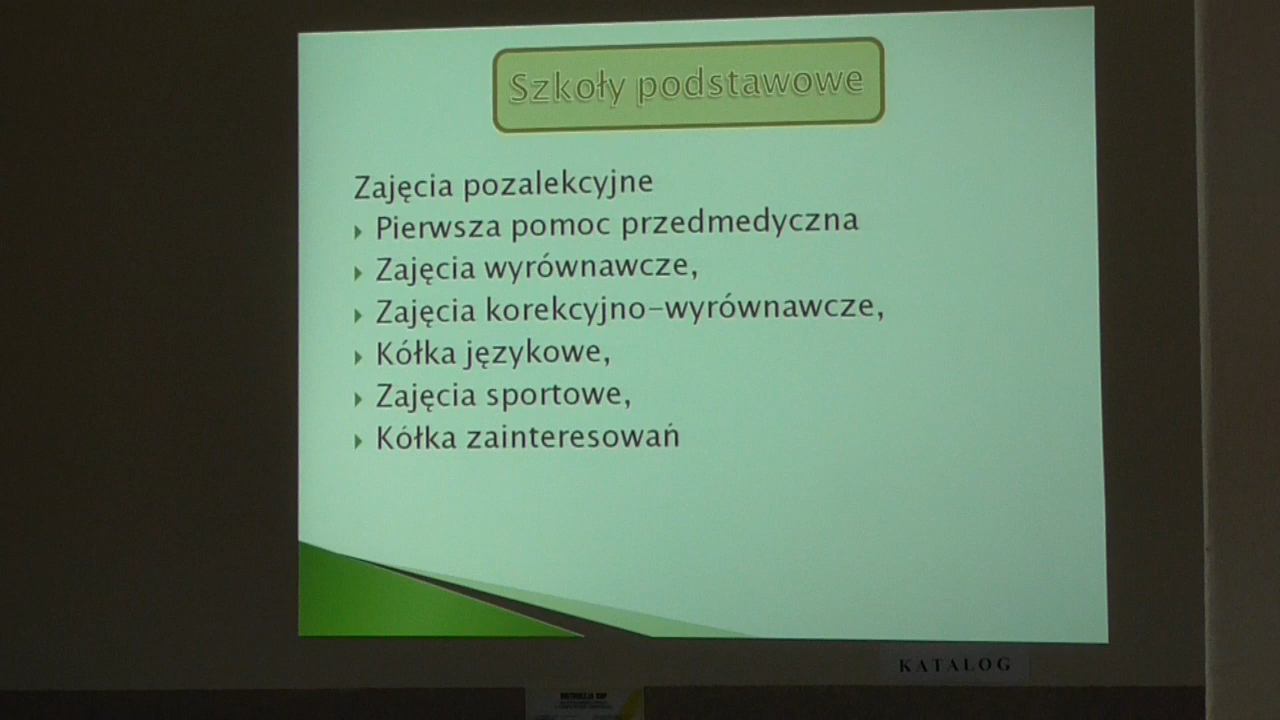 Szkoły podstawowe
Zajęcia pozalekcyjne
Pierwsza pomoc przedmedyczna
Zajęcia wyrównawcze,
Zajęcia korekcyjno-wyrównawcze,
Kółka językowe,
Zajęcia sportowe,
Kółka zainteresowań
KATALOG